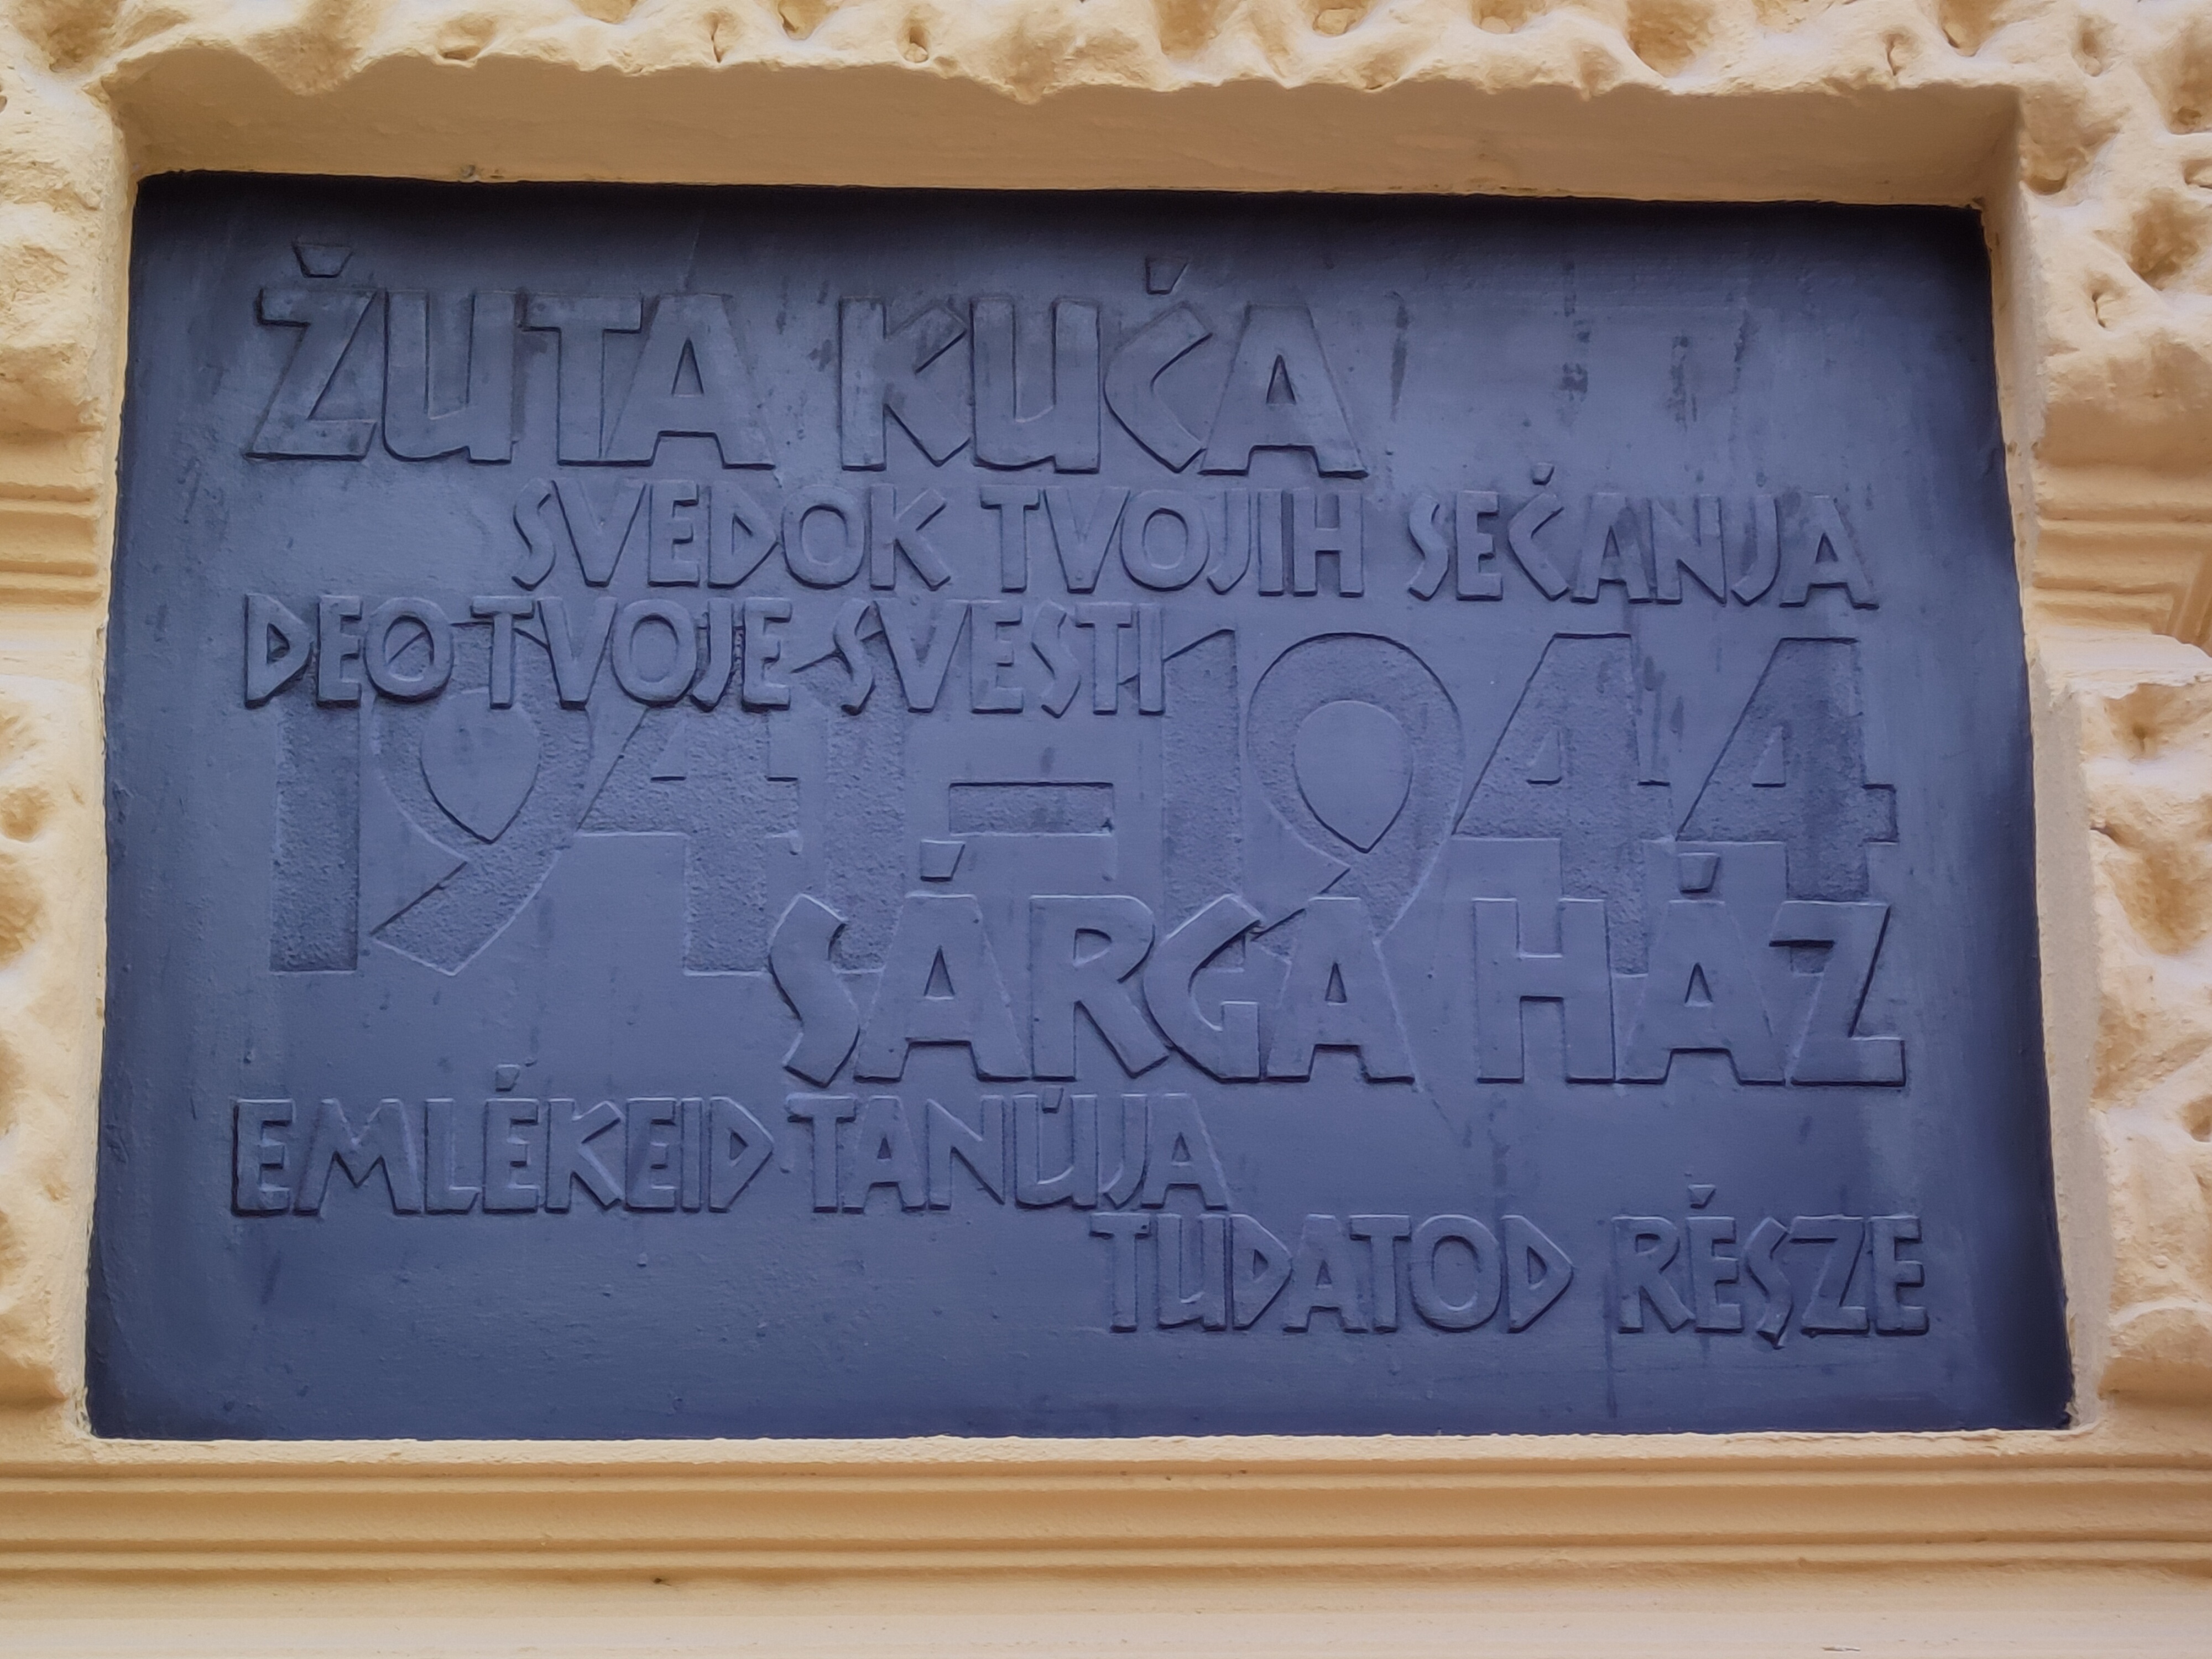 ŽUTA KUĆA
SVEDOK TVOJIH SEĆANJA
DEO TVOJE SVESTI
1941-1944
SÁRGA HÁZ
EMLÉKEID TANÚJA
TUDATOD RÉSZE